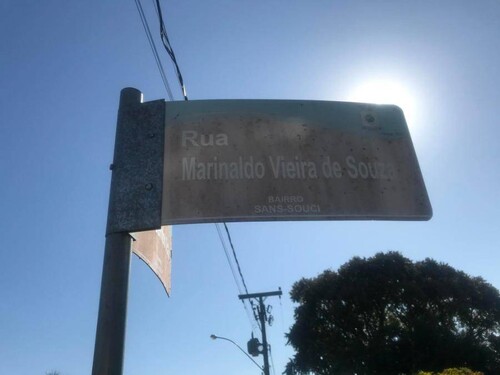 Rua
Marinaldo Vieira de Souza
BAIRRO
SANS-SOUCI